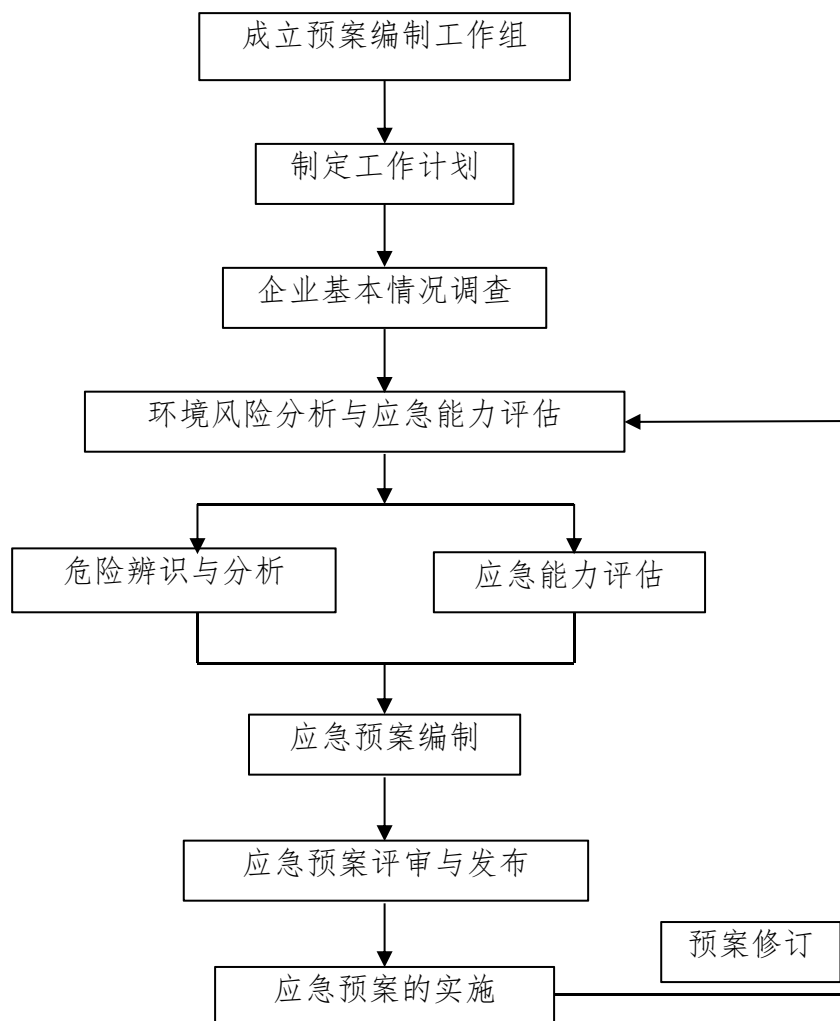 成立预案编制工作组
制定工作计划
企业基本情况调查
环境风险分析与应急能力评估
危险辨识与分析
应急能力评估
应急预案编制
应急预案评审与发布
预案修订
应急预案的实施